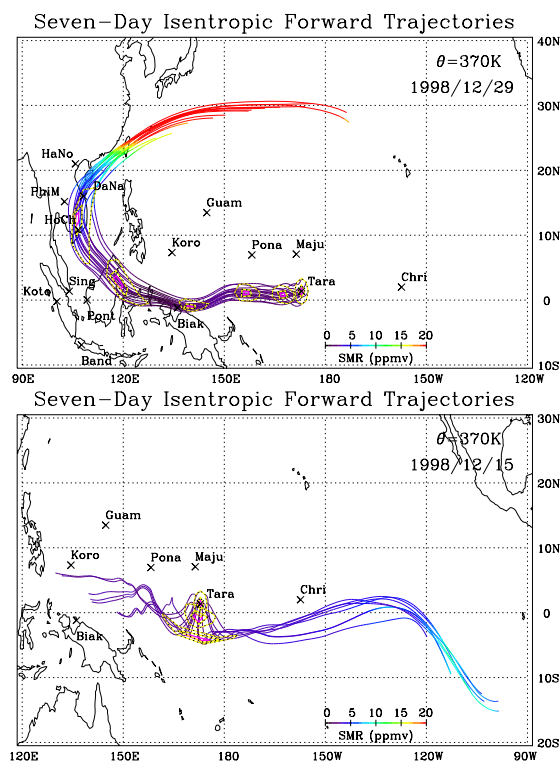 Seven-Day Isentropic Forward Trajectories
40N
θ=370K
1998/12/29
30N
HaNo
20N
PhiM
DaNa
Guam
HoCh
10N
Koro
Pona
Maju
Sing
Tara
Chri
Koto
Pont
0
Biak
0 5 10 15 20
SMR (ppmv)
Band
10S
90E 120E 150E 180 150W 120W
Seven-Day Isentropic Forward Trajectories
30N
θ=370K
1998/12/15
20N
Guam
Koro
Pona
Maju
10N
Tara
Chri
0
Biak
10S
0 5 10 15 20
SMR (ppmv)
20S
120E 150E 180 150W 120W 90W